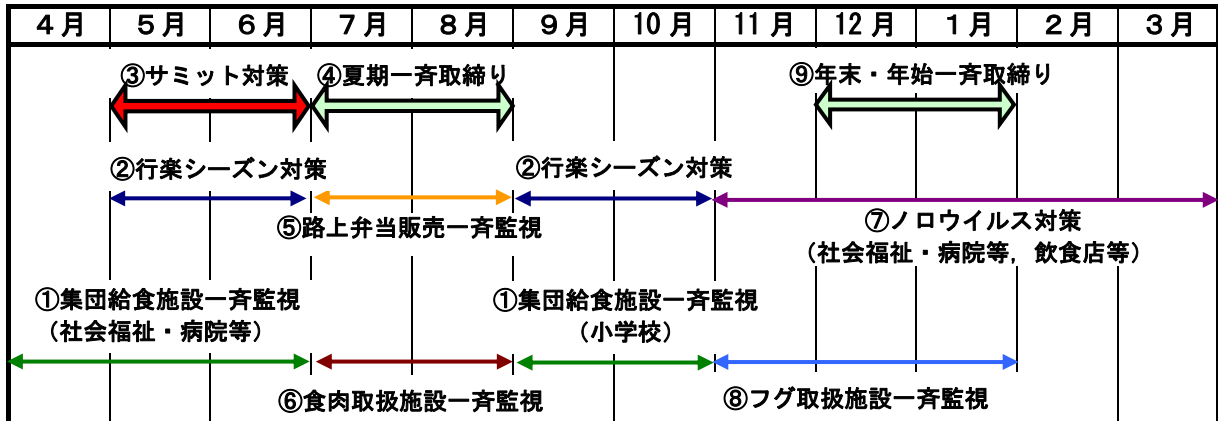 4月 5月 6月 7月 8月 9月 10月 11月 12月 1月 2月 3月
③サミット対策 ④夏期一斉取締り ⑨年末・年始一斉取締り
②行楽シーズン対策 ②行楽シーズン対策
⑤路上弁当販売一斉監視 ⑦ノロウイルス対策
(社会福祉・病院等，飲食店等)
①集団給食施設一斉監視 ①集団給食施設一斉監視
(社会福祉・病院等) (小学校)
⑥食肉取扱施設一斉監視 ⑧フグ取扱施設一斉監視